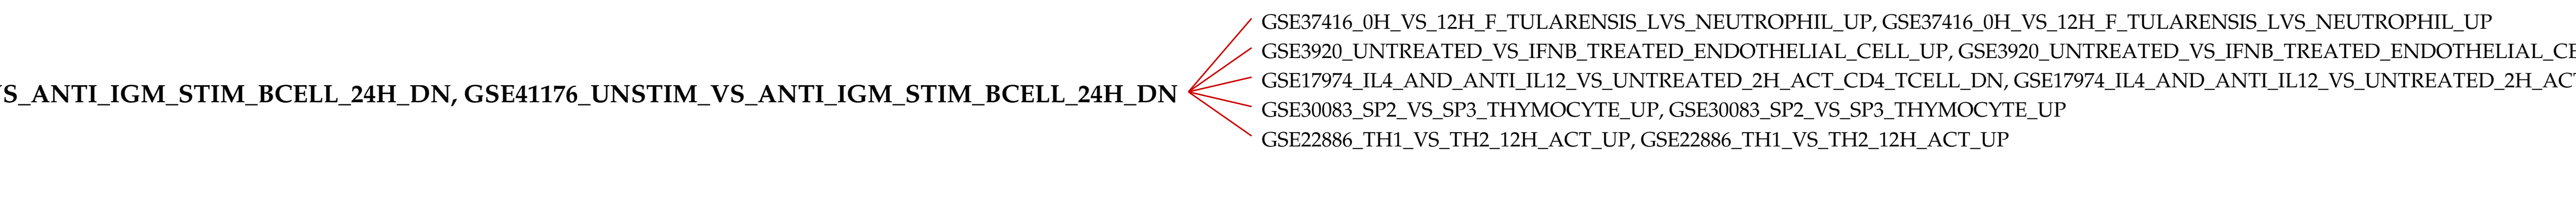 GSE37416_0H_VS_12H_F_TULARENSIS_LVS_NEUTROPHIL_UP, GSE37416_0H_VS_12H_F_TULARENSIS_LVS_NEUTROPHIL_UP
GSE3920_UNTREATED_VS_IFNB_TREATED_ENDOTHELIAL_CELL_UP, GSE3920_UNTREATED_VS_IFNB_TREATED_ENDOTHELIAL_CE
GSE17974_IL4_AND_ANTI_IL12_VS_UNTREATED_2H_ACT_CD4_TCELL_DN, GSE17974_IL4_AND_ANTI_IL12_VS_UNTREATED_2H_AC
VS_ANTI_IGM_STIM_BCELL_24H_DN, GSE41176_UNSTIM_VS_ANTI_IGM_STIM_BCELL_24H_DN
GSE30083_SP2_VS_SP3_THYMOCYTE_UP, GSE30083_SP2_VS_SP3_THYMOCYTE_UP
GSE22886_TH1_VS_TH2_12H_ACT_UP, GSE22886_TH1_VS_TH2_12H_ACT_UP